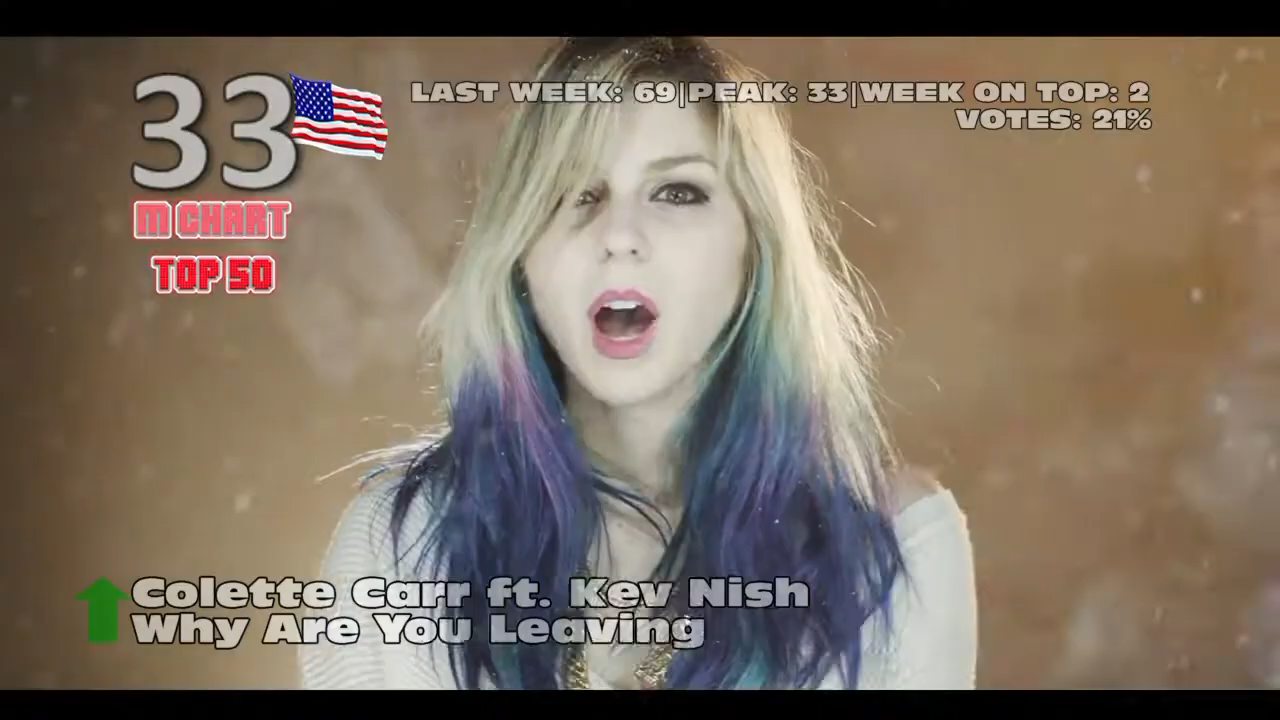 33
LAST WEEK: 69|PEAK: 33|WEEK ON TOP: 2
VOTES: 21%
M CHART
TOP 50
Colette Carr ft. Kev Nish
Why Are You Leaving